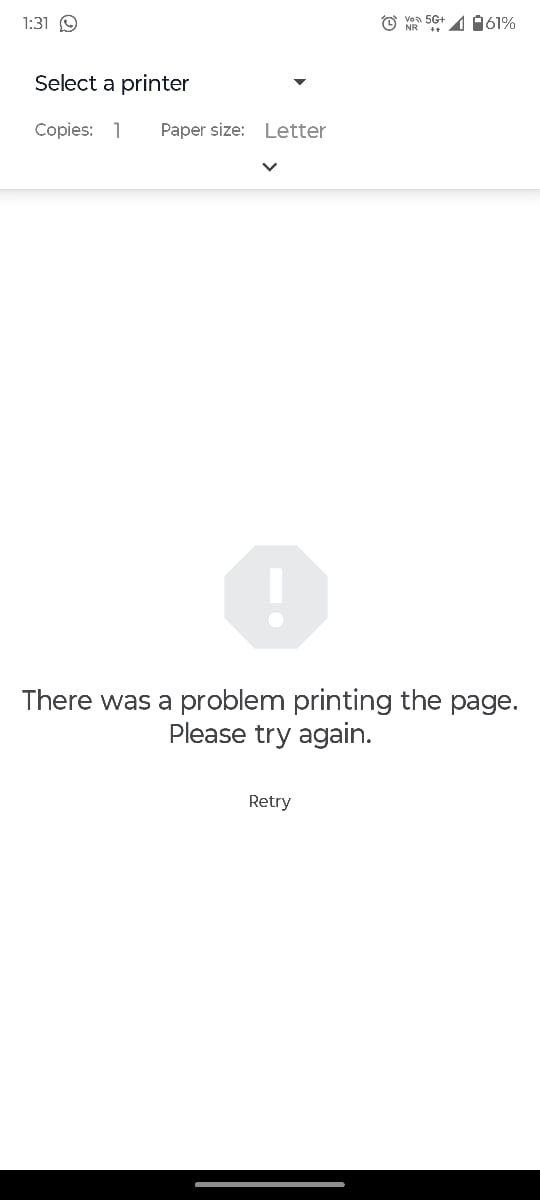 1:31 Vo NR 5G+ 61%
Select a printer
Copies: 1 Paper size: Letter
There was a problem printing the page.
Please try again.
Retry